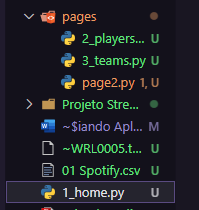 pages
2_players... U
3_teams.py U
page2.py 1, U
Projeto Stre...
~$iando Apl... M
~WRL0005.t... U
01 Spotify.csv U
1_home.py U